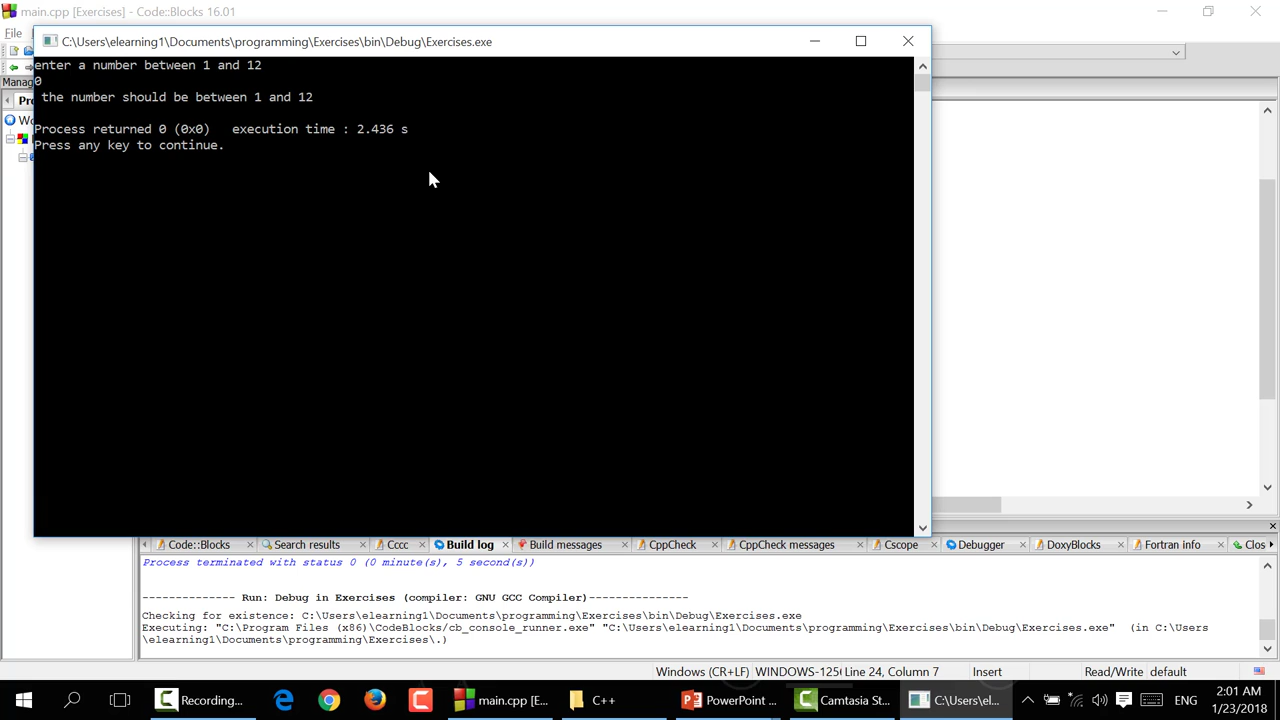 main.cpp [Exercises] - Code::Blocks 16.01
File
C:\Users\elearning1\Documents\programming\Exercises\bin\Debug\Exercises.exe
Manag
enter a number between 1 and 12
0
the number should be between 1 and 12
Process returned 0 (0x0)   execution time : 2.436 s
Press any key to continue.
Code::Blocks Search results Cccc Build log Build messages CppCheck CppCheck messages Cscope Debugger DoxyBlocks Fortran info Clos
Process terminated with status 0 (0 minute(s), 5 second(s))
-------------- Run: Debug in Exercises (compiler: GNU GCC Compiler)---------------
Checking for existence: C:\Users\elearning1\Documents\programming\Exercises\bin\Debug\Exercises.exe
Executing: "C:\Program Files (x86)\CodeBlocks/cb_console_runner.exe" "C:\Users\elearning1\Documents\programming\Exercises\bin\Debug\Exercises.exe"  (in C:\Users
\elearning1\Documents\programming\Exercises\.)
Windows (CR+LF) WINDOWS-125 Line 24, Column 7 Insert Read/Write default
Recording... main.cpp [E... C++ PowerPoint ... Camtasia St... C:\Users\el... ENG 2:01 AM
1/23/2018